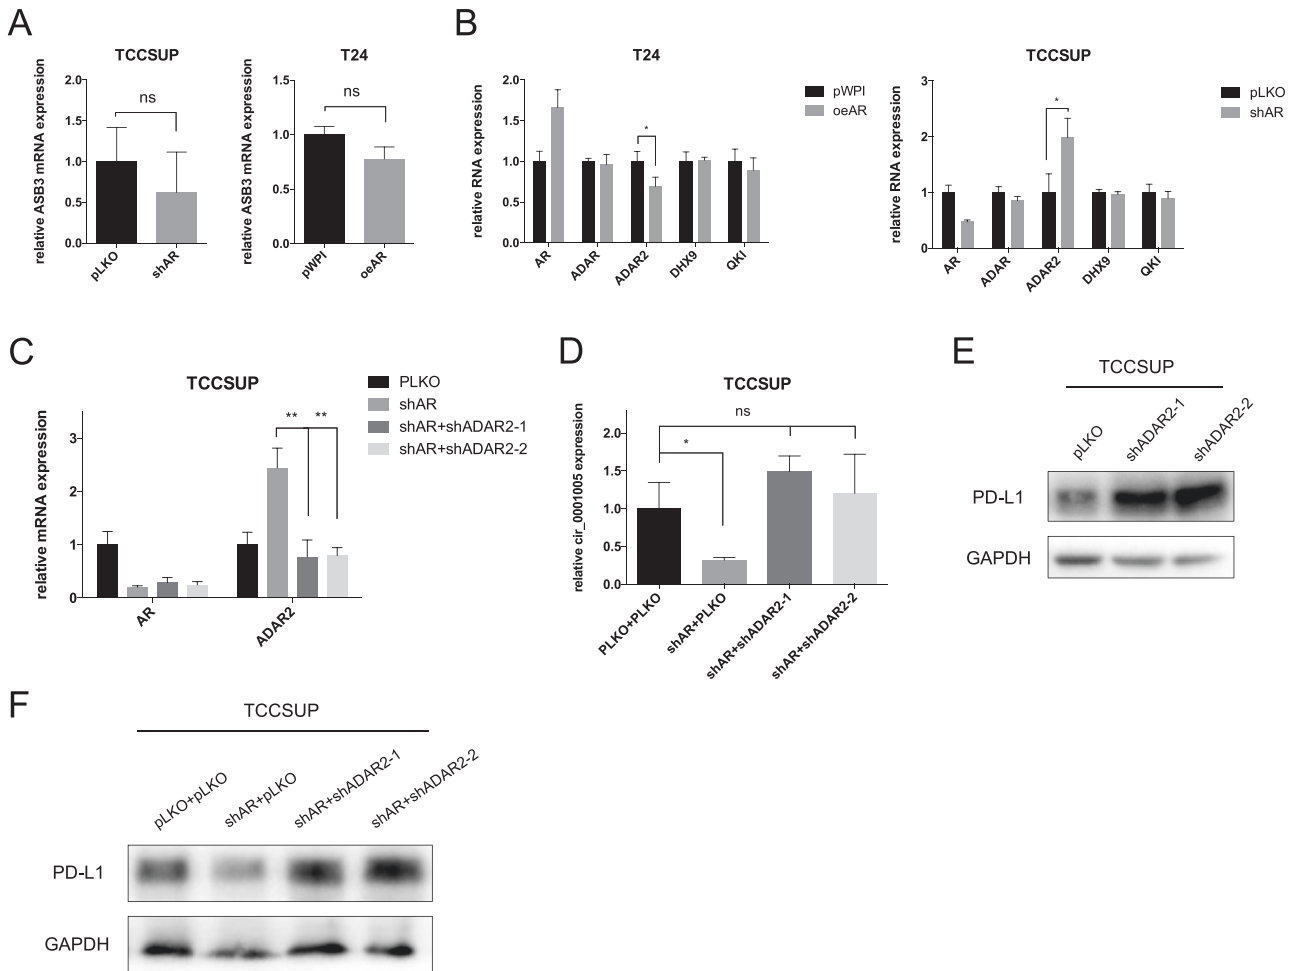 A
TCCSUP
relative ASB3 mRNA expression
2.0
1.5
1.0
0.5
0.0
ns
pLKO
shAR
T24
relative ASB3 mRNA expression
1.5
1.0
0.5
0.0
ns
pWPI
oeAR
B
T24
relative RNA expression
2.0
1.5
1.0
0.5
0.0
*
AR
ADAR
ADAR2
DHX9
QKI
pWPI
oeAR
TCCSUP
relative RNA expression
3
2
1
0
*
AR
ADAR
ADAR2
DHX9
QKI
pLKO
shAR
C
TCCSUP
relative mRNA expression
3
2
1
0
** **
AR
ADAR2
PLKO
shAR
shAR+shADAR2-1
shAR+shADAR2-2
D
TCCSUP
relative cir_0001005 expression
2.0
1.5
1.0
0.5
0.0
ns
*
PLKO+PLKO
shAR+PLKO
shAR+shADAR2-1
shAR+shADAR2-2
E
TCCSUP
pLKO
shADAR2-1
shADAR2-2
PD-L1
GAPDH
F
TCCSUP
pLKO+pLKO
shAR+pLKO
shAR+shADAR2-1
shAR+shADAR2-2
PD-L1
GAPDH